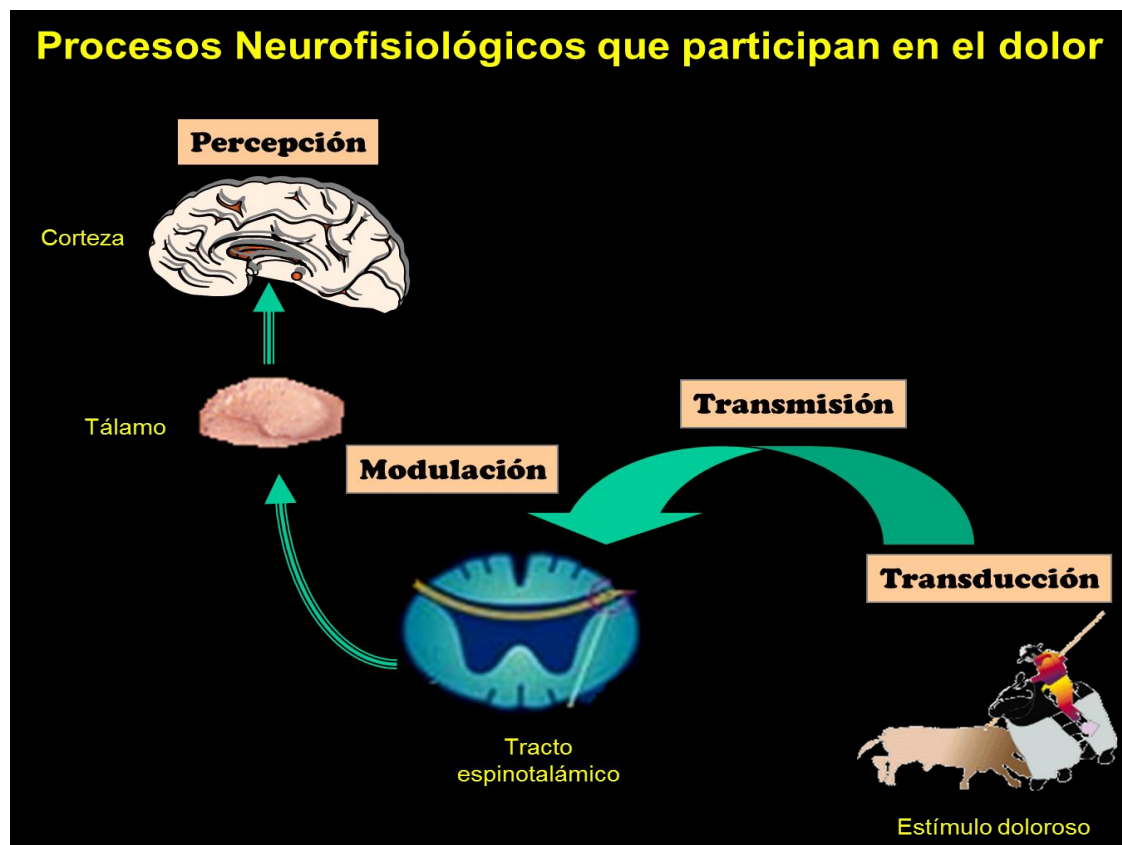 Procesos Neurofisiológicos que participan en el dolor
Percepción
Corteza
Tálamo
Transmisión
Modulación
Transducción
Tracto
espinotalámico
Estímulo doloroso